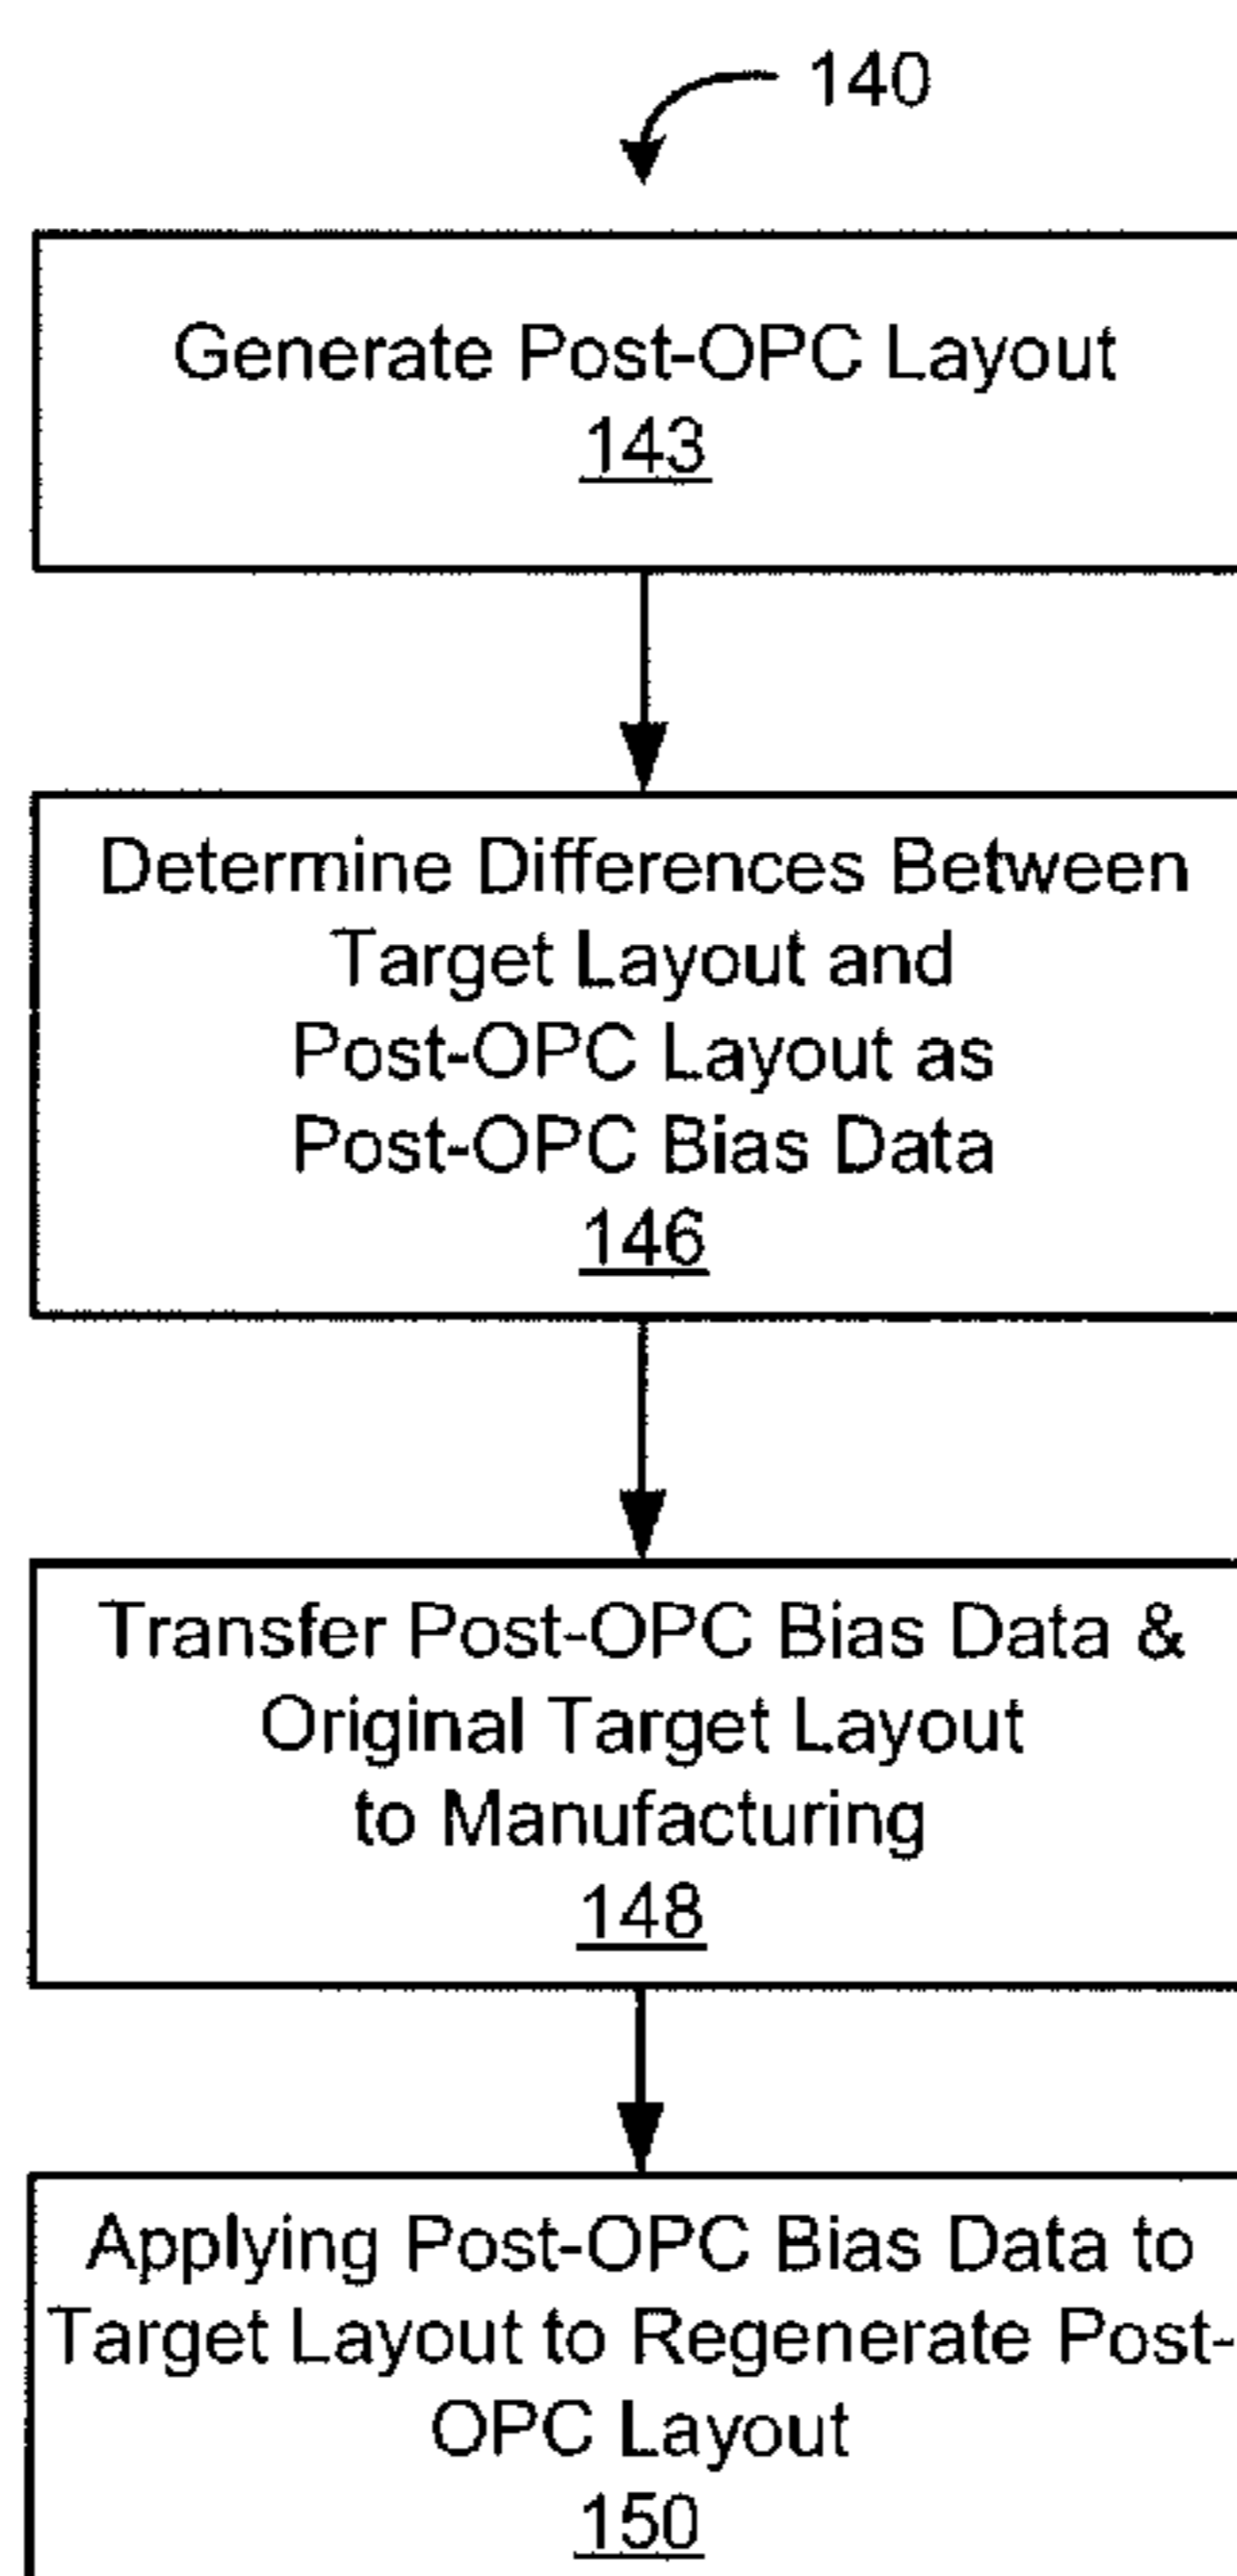 140
Generate Post-OPC Layout
143
Determine Differences Between
Target Layout and
Post-OPC Layout as
Post-OPC Bias Data
146
Transfer Post-OPC Bias Data &
Original Target Layout
to Manufacturing
148
Applying Post-OPC Bias Data to
Target Layout to Regenerate Post-
OPC Layout
150